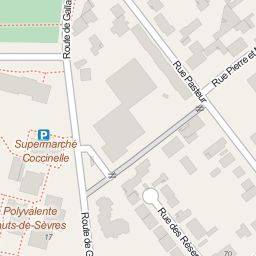 Route de Galla
Rue Pasteur
Rue Pierre et M
P
Supermarché
Coccinelle
Polyvalente
auts-de-Sèvres
17
Route de G
Rue des Rése
70